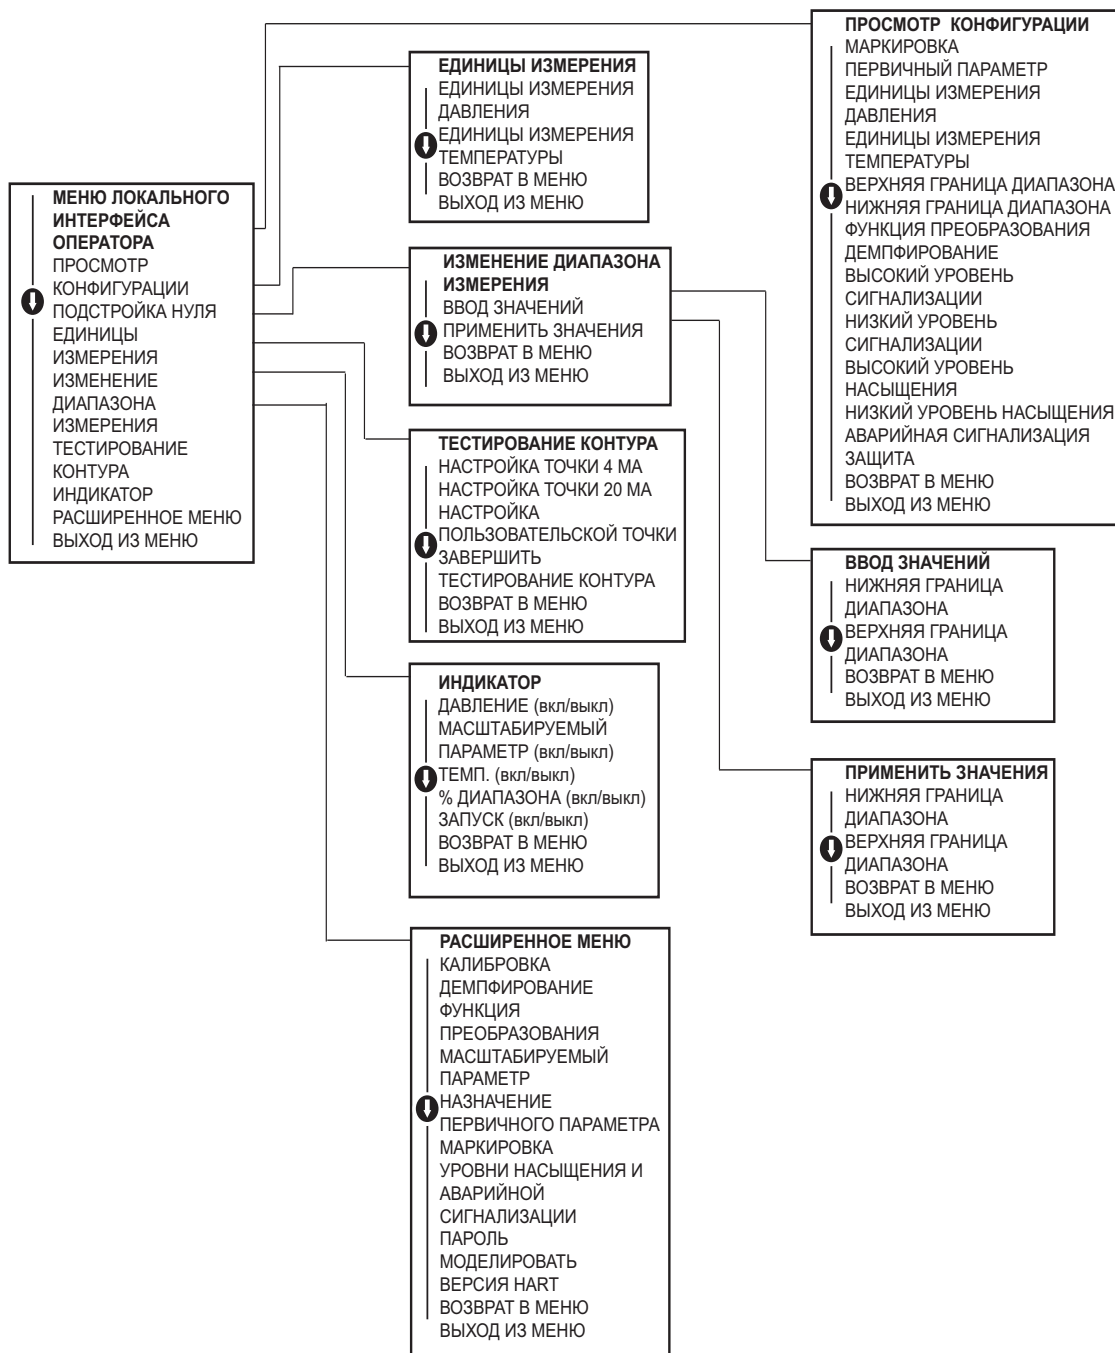 МЕНЮ ЛОКАЛЬНОГО
ИНТЕРФЕЙСА
ОПЕРАТОРА
ПРОСМОТР
КОНФИГУРАЦИИ
ПОДСТРОЙКА НУЛЯ
ЕДИНИЦЫ
ИЗМЕРЕНИЯ
ИЗМЕНЕНИЕ
ДИАПАЗОНА
ИЗМЕРЕНИЯ
ТЕСТИРОВАНИЕ
КОНТУРА
ИНДИКАТОР
РАСШИРЕННОЕ МЕНЮ
ВЫХОД ИЗ МЕНЮ
ЕДИНИЦЫ ИЗМЕРЕНИЯ
ЕДИНИЦЫ ИЗМЕРЕНИЯ
ДАВЛЕНИЯ
ЕДИНИЦЫ ИЗМЕРЕНИЯ
ТЕМПЕРАТУРЫ
ВОЗВРАТ В МЕНЮ
ВЫХОД ИЗ МЕНЮ
ИЗМЕНЕНИЕ ДИАПАЗОНА
ИЗМЕРЕНИЯ
ВВОД ЗНАЧЕНИЙ
ПРИМЕНИТЬ ЗНАЧЕНИЯ
ВОЗВРАТ В МЕНЮ
ВЫХОД ИЗ МЕНЮ
ТЕСТИРОВАНИЕ КОНТУРА
НАСТРОЙКА ТОЧКИ 4 МА
НАСТРОЙКА ТОЧКИ 20 МА
НАСТРОЙКА
ПОЛЬЗОВАТЕЛЬСКОЙ ТОЧКИ
ЗАВЕРШИТЬ
ТЕСТИРОВАНИЕ КОНТУРА
ВОЗВРАТ В МЕНЮ
ВЫХОД ИЗ МЕНЮ
ИНДИКАТОР
ДАВЛЕНИЕ (вкл/выкл)
МАСШТАБИРУЕМЫЙ
ПАРАМЕТР (вкл/выкл)
ТЕМП. (вкл/выкл)
% ДИАПАЗОНА (вкл/выкл)
ЗАПУСК (вкл/выкл)
ВОЗВРАТ В МЕНЮ
ВЫХОД ИЗ МЕНЮ
РАСШИРЕННОЕ МЕНЮ
КАЛИБРОВКА
ДЕМПФИРОВАНИЕ
ФУНКЦИЯ
ПРЕОБРАЗОВАНИЯ
МАСШТАБИРУЕМЫЙ
ПАРАМЕТР
НАЗНАЧЕНИЕ
ПЕРВИЧНОГО ПАРАМЕТРА
МАРКИРОВКА
УРОВНИ НАСЫЩЕНИЯ И
АВАРИЙНОЙ
СИГНАЛИЗАЦИИ
ПАРОЛЬ
МОДЕЛИРОВАТЬ
ВЕРСИЯ HART
ВОЗВРАТ В МЕНЮ
ВЫХОД ИЗ МЕНЮ
ПРОСМОТР КОНФИГУРАЦИИ
МАРКИРОВКА
ПЕРВИЧНЫЙ ПАРАМЕТР
ЕДИНИЦЫ ИЗМЕРЕНИЯ
ДАВЛЕНИЯ
ЕДИНИЦЫ ИЗМЕРЕНИЯ
ТЕМПЕРАТУРЫ
ВЕРХНЯЯ ГРАНИЦА ДИАПАЗОНА
НИЖНЯЯ ГРАНИЦА ДИАПАЗОНА
ФУНКЦИЯ ПРЕОБРАЗОВАНИЯ
ДЕМПФИРОВАНИЕ
ВЫСОКИЙ УРОВЕНЬ
СИГНАЛИЗАЦИИ
НИЗКИЙ УРОВЕНЬ
СИГНАЛИЗАЦИИ
ВЫСОКИЙ УРОВЕНЬ
НАСЫЩЕНИЯ
НИЗКИЙ УРОВЕНЬ НАСЫЩЕНИЯ
АВАРИЙНАЯ СИГНАЛИЗАЦИЯ
ЗАЩИТА
ВОЗВРАТ В МЕНЮ
ВЫХОД ИЗ МЕНЮ
ВВОД ЗНАЧЕНИЙ
НИЖНЯЯ ГРАНИЦА
ДИАПАЗОНА
ВЕРХНЯЯ ГРАНИЦА
ДИАПАЗОНА
ВОЗВРАТ В МЕНЮ
ВЫХОД ИЗ МЕНЮ
ПРИМЕНИТЬ ЗНАЧЕНИЯ
НИЖНЯЯ ГРАНИЦА
ДИАПАЗОНА
ВЕРХНЯЯ ГРАНИЦА
ДИАПАЗОНА
ВОЗВРАТ В МЕНЮ
ВЫХОД ИЗ МЕНЮ